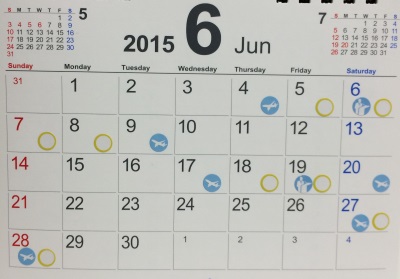 5
S M T W T F S
1 2
3 4 5 6 7 8 9
10 11 12 13 14 15 16
17 18 19 20 21 22 23
24 25 26 27 28 29 30
31
2015 6 Jun
7
S M T W T F S
1 2 3 4
5 6 7 8 9 10 11
12 13 14 15 16 17 18
19 20 21 22 23 24 25
26 27 28 29 30 31
Sunday Monday Tuesday Wednesday Thursday Friday Saturday
31 1 2 3 4 5 6
7 8 9 10 11 12 13
14 15 16 17 18 19 20
21 22 23 24 25 26 27
28 29 30 1 2 3 4